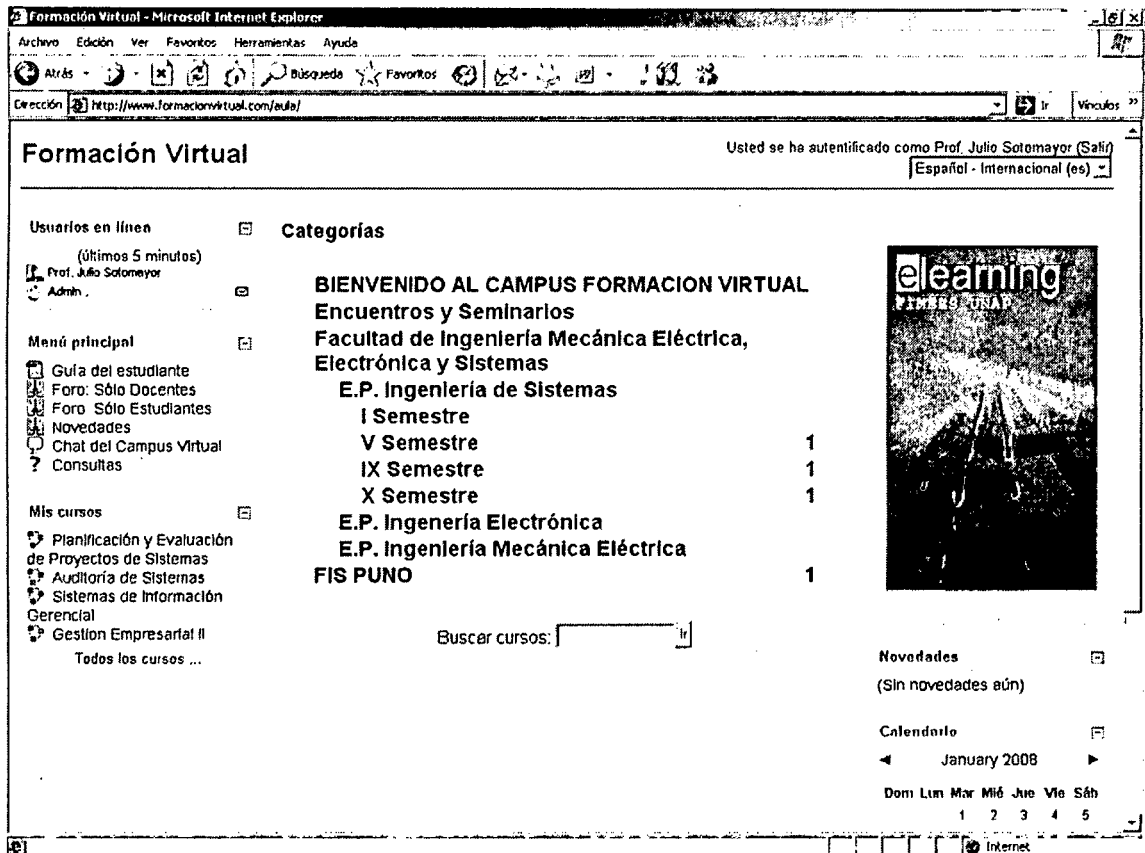 Formación Virtual - Microsoft Internet Explorer
Archivo Edición Ver Favoritos Herramientas Ayuda
Atrás Búsqueda Favoritos
Dirección http://www.formacionvirtual.com/aula/ Ir Vínculos »
Formación Virtual
Usted se ha autentificado como Prof. Julio Sotomayor (Salir)
Español - Internacional (es)
Usuarios en línea
(últimos 5 minutos)
Prof. Julio Sotomayor
Admin .
Menú principal
Guía del estudiante
Foro: Sólo Docentes
Foro Sólo Estudiantes
Novedades
Chat del Campus Virtual
? Consultas
Mis cursos
Planificación y Evaluación
de Proyectos de Sistemas
Auditoría de Sistemas
Sistemas de Información
Gerencial
Gestion Empresarial II
Todos los cursos ...
Categorías
BIENVENIDO AL CAMPUS FORMACION VIRTUAL
Encuentros y Seminarios
Facultad de Ingeniería Mecánica Eléctrica,
Electrónica y Sistemas
E.P. Ingeniería de Sistemas
I Semestre
V Semestre 1
IX Semestre 1
X Semestre 1
E.P. Ingenería Electrónica
E.P. Ingeniería Mecánica Eléctrica
FIS PUNO 1
Buscar cursos: Ir
elearning
UNAP
Novedades
(Sin novedades aún)
Calendario
◄ January 2008 ►
Dom Lun Mar Mié Jue Vie Sáb
1 2 3 4 5
Internet